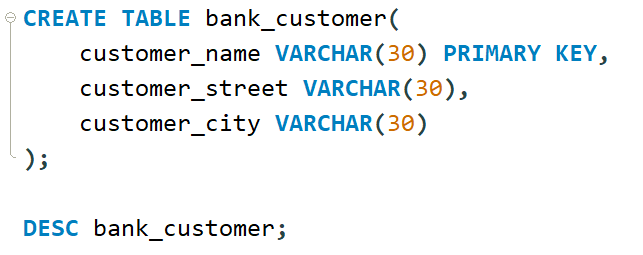 CREATE TABLE bank_customer(
    customer_name VARCHAR(30) PRIMARY KEY,
    customer_street VARCHAR(30),
    customer_city VARCHAR(30)
);

DESC bank_customer;